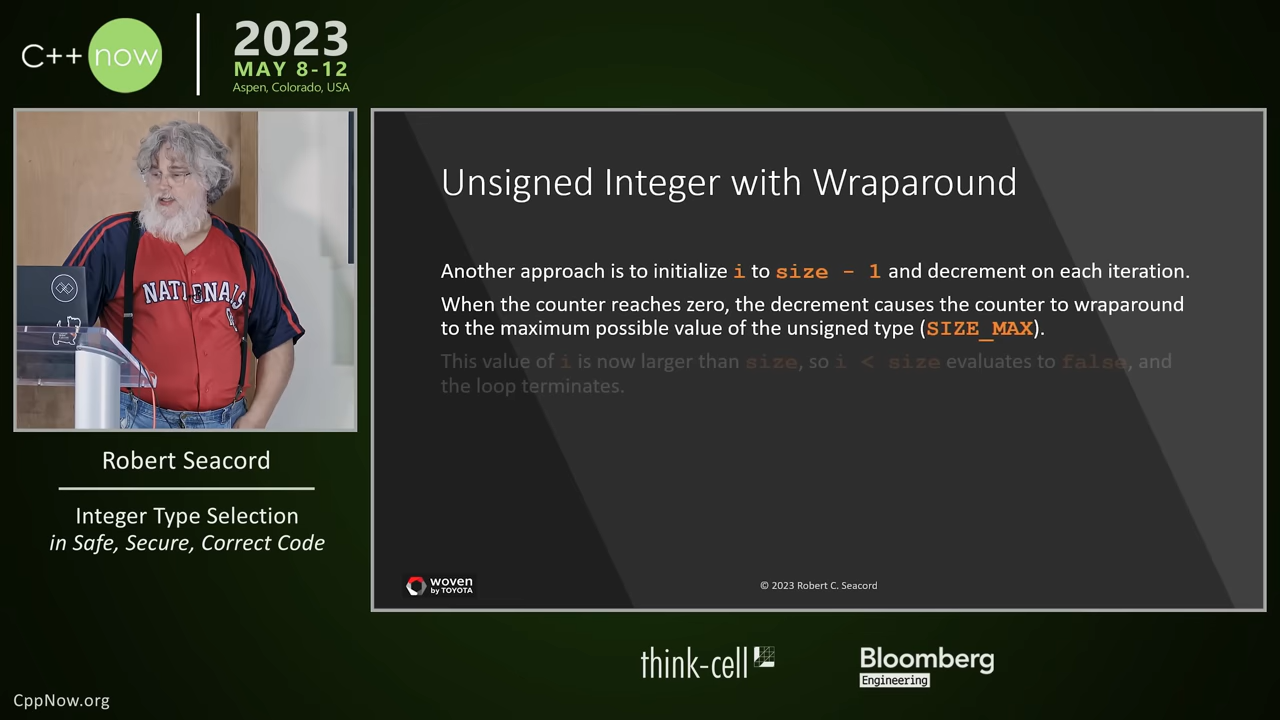 C++ now
2023
MAY 8-12
Aspen, Colorado, USA
NATIONALS
Robert Seacord
Integer Type Selection
in Safe, Secure, Correct Code
Unsigned Integer with Wraparound
Another approach is to initialize i to size - 1 and decrement on each iteration.
When the counter reaches zero, the decrement causes the counter to wraparound
to the maximum possible value of the unsigned type (SIZE_MAX).
This value of i is now larger than size, so i < size evaluates to false, and
the loop terminates.
woven
by TOYOTA
© 2023 Robert C. Seacord
think-cell
Bloomberg
Engineering
CppNow.org